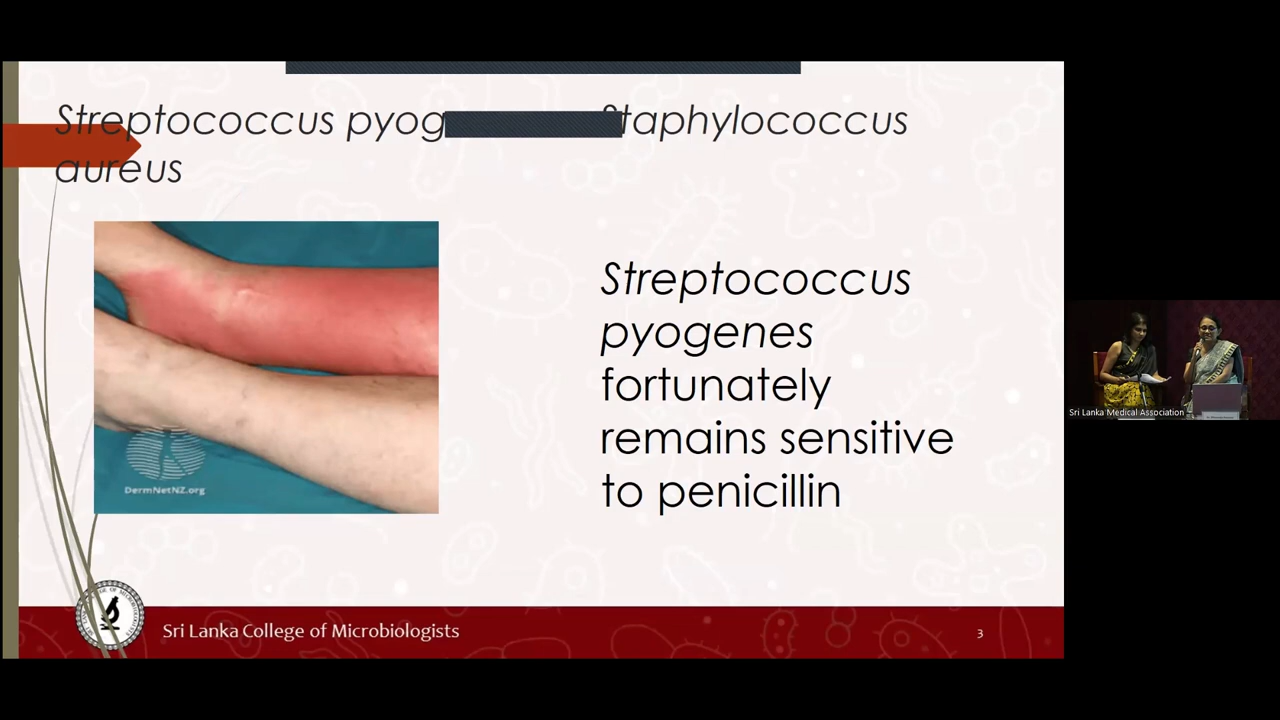 Streptococcus pyog Staphylococcus
aureus
Streptococcus
pyogenes
fortunately
remains sensitive
to penicillin
DermNetNZ.org
Sri Lanka College of Microbiologists
3
Sri Lanka Medical Association